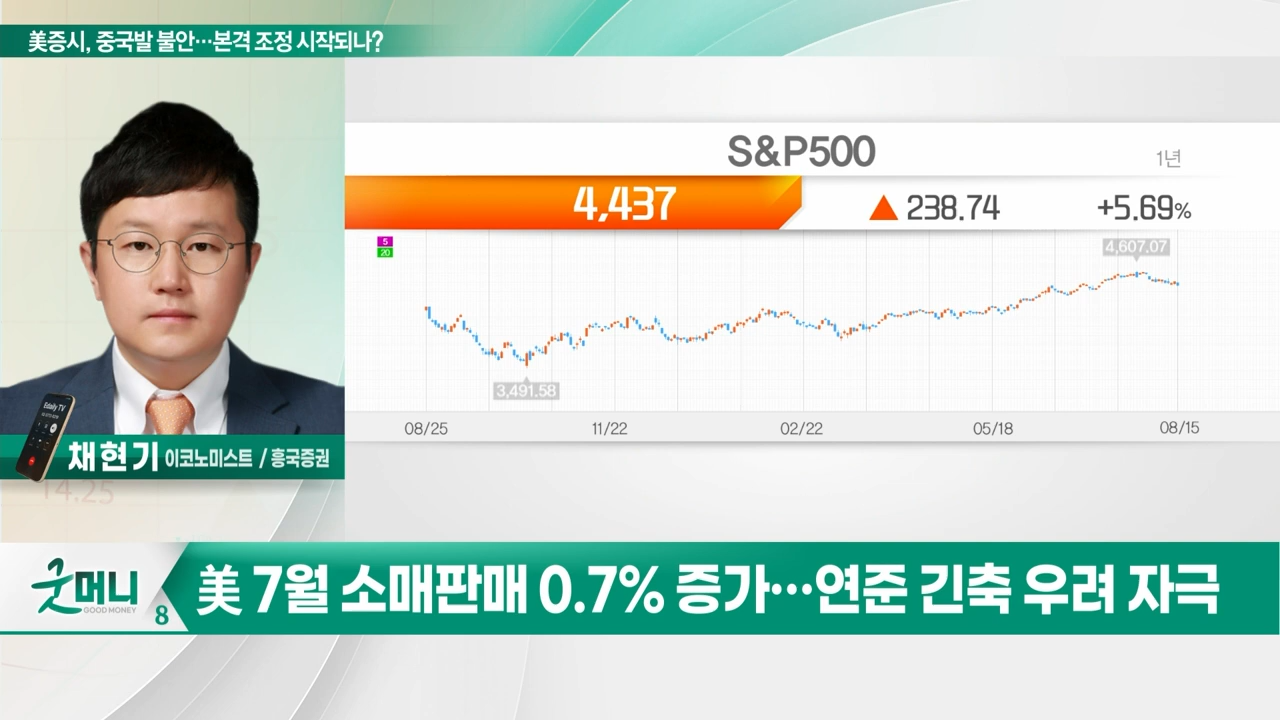 美증시, 중국발 불안…본격 조정 시작되나?
S&P500
1년
4,437
▲ 238.74
+5.69%
5
20
4,607.07
3,491.58
08/25
11/22
02/22
05/18
08/15
Edaily TV
채현기 이코노미스트 / 흥국증권
14.25
굿머니
GOOD MONEY
8
美 7월 소매판매 0.7% 증가…연준 긴축 우려 자극